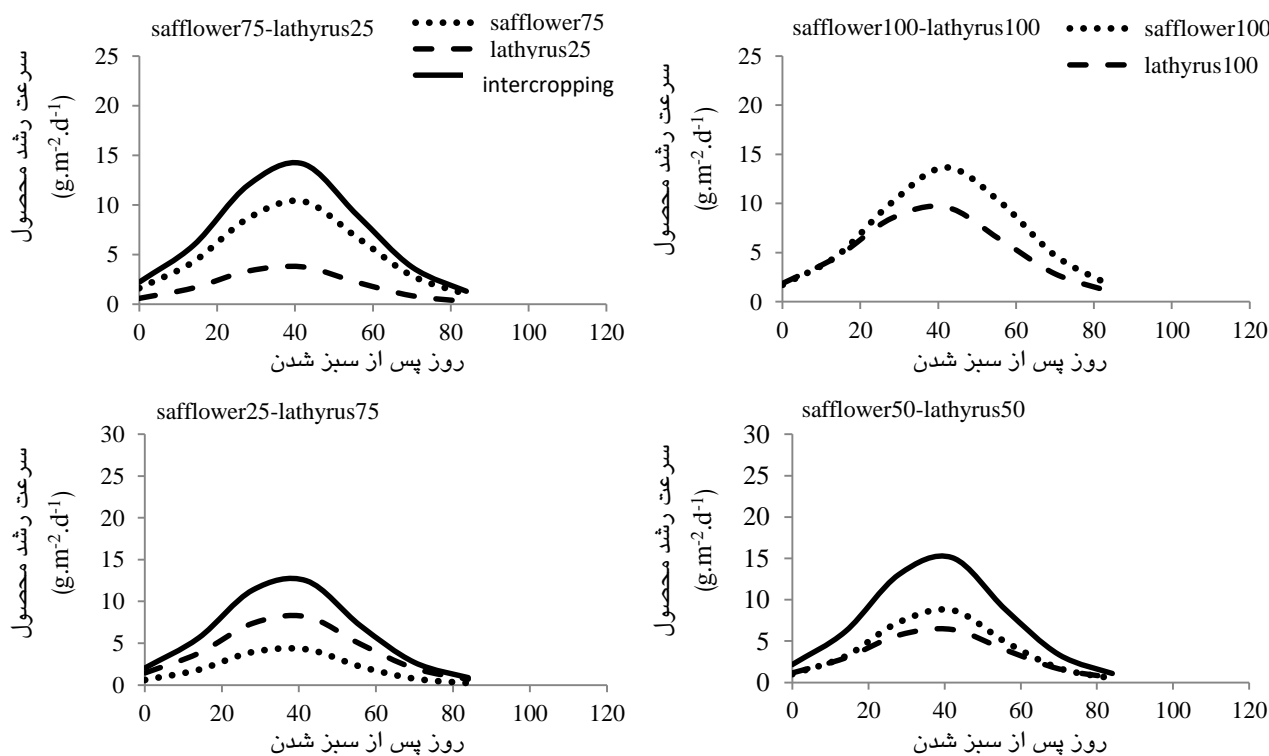 safflower75-lathyrus25
safflower75
lathyrus25
intercropping
25
20
15
10
5
0
0 20 40 60 80 100 120
سرعت رشد محصول
(g.m-2.d-1)
روز پس از سبز شدن
safflower100-lathyrus100
safflower100
lathyrus100
25
20
15
10
5
0
0 20 40 60 80 100 120
سرعت رشد محصول
(g.m-2.d-1)
روز پس از سبز شدن
safflower25-lathyrus75
30
25
20
15
10
5
0
0 20 40 60 80 100 120
سرعت رشد محصول
(g.m-2.d-1)
روز پس از سبز شدن
safflower50-lathyrus50
30
25
20
15
10
5
0
0 20 40 60 80 100 120
سرعت رشد محصول
(g.m-2.d-1)
روز پس از سبز شدن